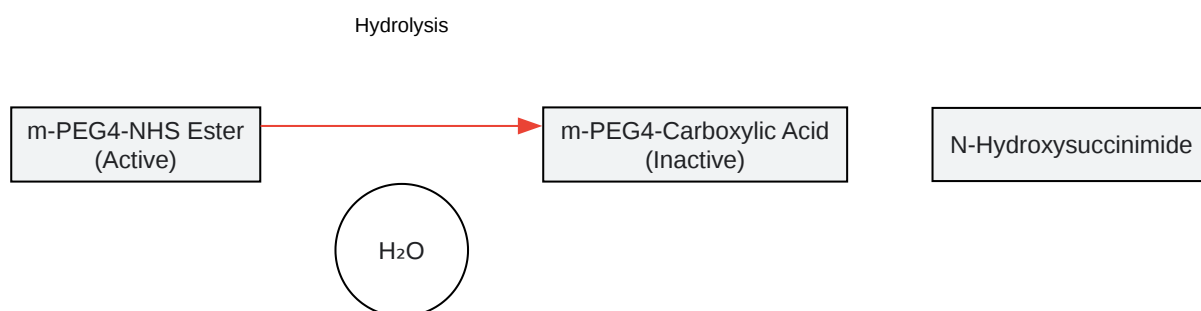 Hydrolysis
m-PEG4-NHS Ester
(Active)
m-PEG4-Carboxylic Acid
(Inactive)
N-Hydroxysuccinimide
H₂O